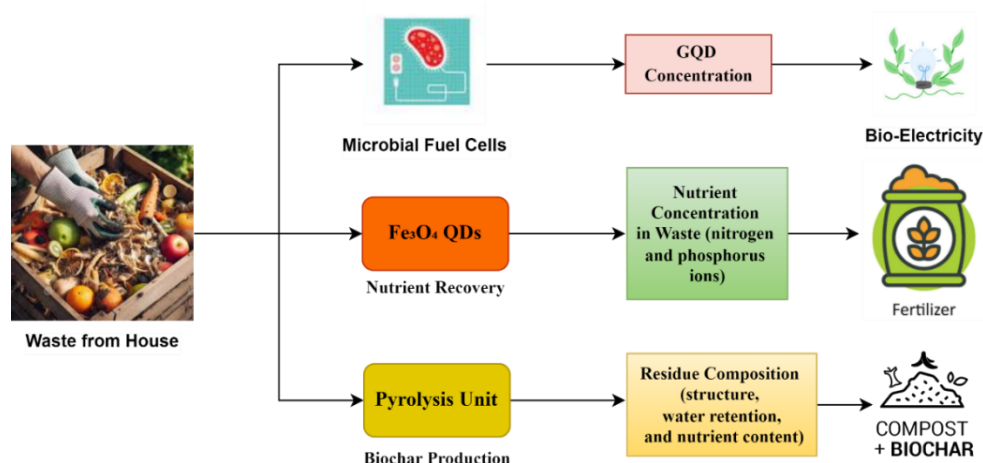 GQD
Concentration
Microbial Fuel Cells
Bio-Electricity
Fe₃O₄ QDs
Nutrient Recovery
Nutrient
Concentration
in Waste (nitrogen
and phosphorus
ions)
Fertilizer
Waste from House
Pyrolysis Unit
Biochar Production
Residue Composition
(structure,
water retention,
and nutrient content)
COMPOST
+ BIOCHAR